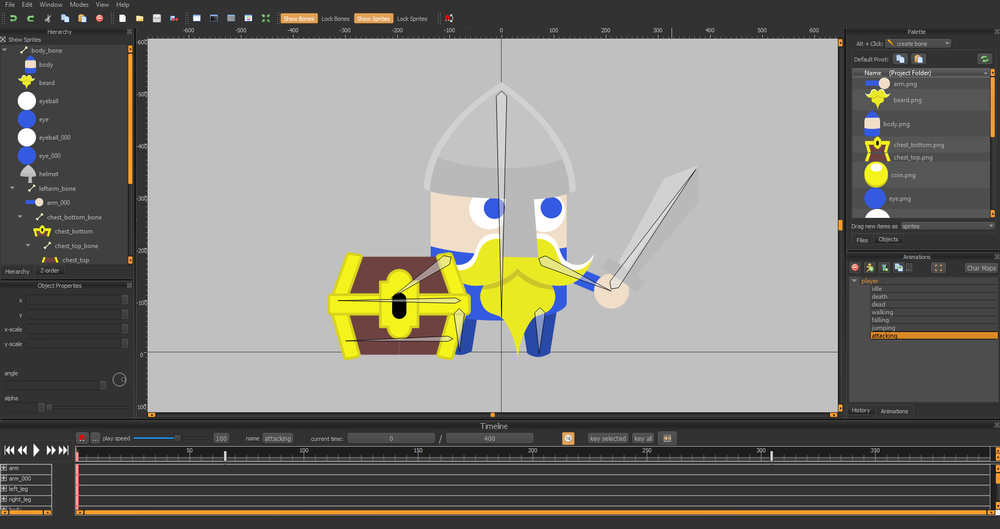 File Edit Window Modes View Help
Show Bones Lock Bones Show Sprites Lock Sprites
Hierarchy
Show Sprites
body_bone
body
beard
eyeball
eye
eyeball_000
eye_000
helmet
leftarm_bone
arm_000
chest_bottom_bone
chest_bottom
chest_top_bone
chest_top
Hierarchy Z-order
Object Properties
x
y
x-scale
y-scale
angle
alpha
-600 -500 -400 -300 -200 -100 0 100 200 300 400 500 600
-600
-500
-400
-300
-200
-100
0
100
Palette
Alt + Click: create bone
Default Pivot:
Name (Project Folder)
arm.png
beard.png
body.png
chest_bottom.png
chest_top.png
coin.png
eye.png
Drag new items as sprites
Files Objects
Animations
... Char Maps
player
idle
death
dead
walking
falling
jumping
attacking
History Animations
Timeline
... play speed 100 name attacking current time: 0 / 400 key selected key all
50 100 150 200 250 300 350
arm
arm_000
left_leg
right_leg
body